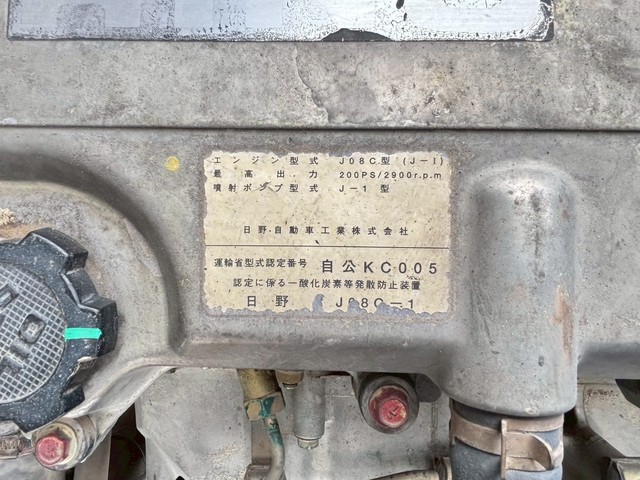 エンジン型式 J08C型 (J-I)
最高出力 200PS/2900r.p.m
噴射ポンプ型式 J-1型
日野自動車工業株式会社
運輸省型式認定番号 自公KC005
認定に係る一酸化炭素等発散防止装置
日野 J08C-1